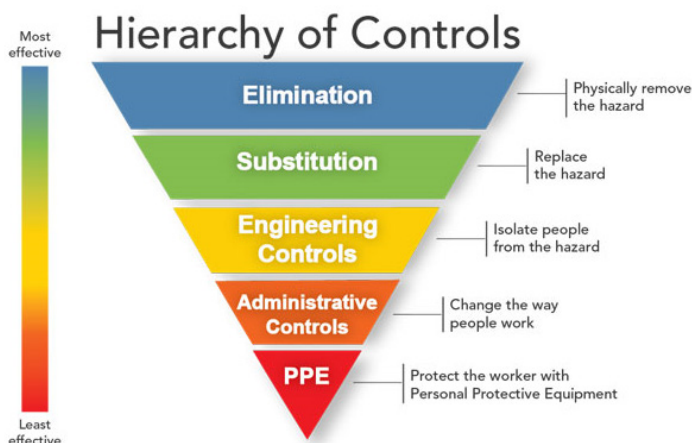 Hierarchy of Controls
Most
effective
Elimination
Physically remove
the hazard
Substitution
Replace
the hazard
Engineering
Controls
Isolate people
from the hazard
Administrative
Controls
Change the way
people work
PPE
Protect the worker with
Personal Protective Equipment
Least
effective